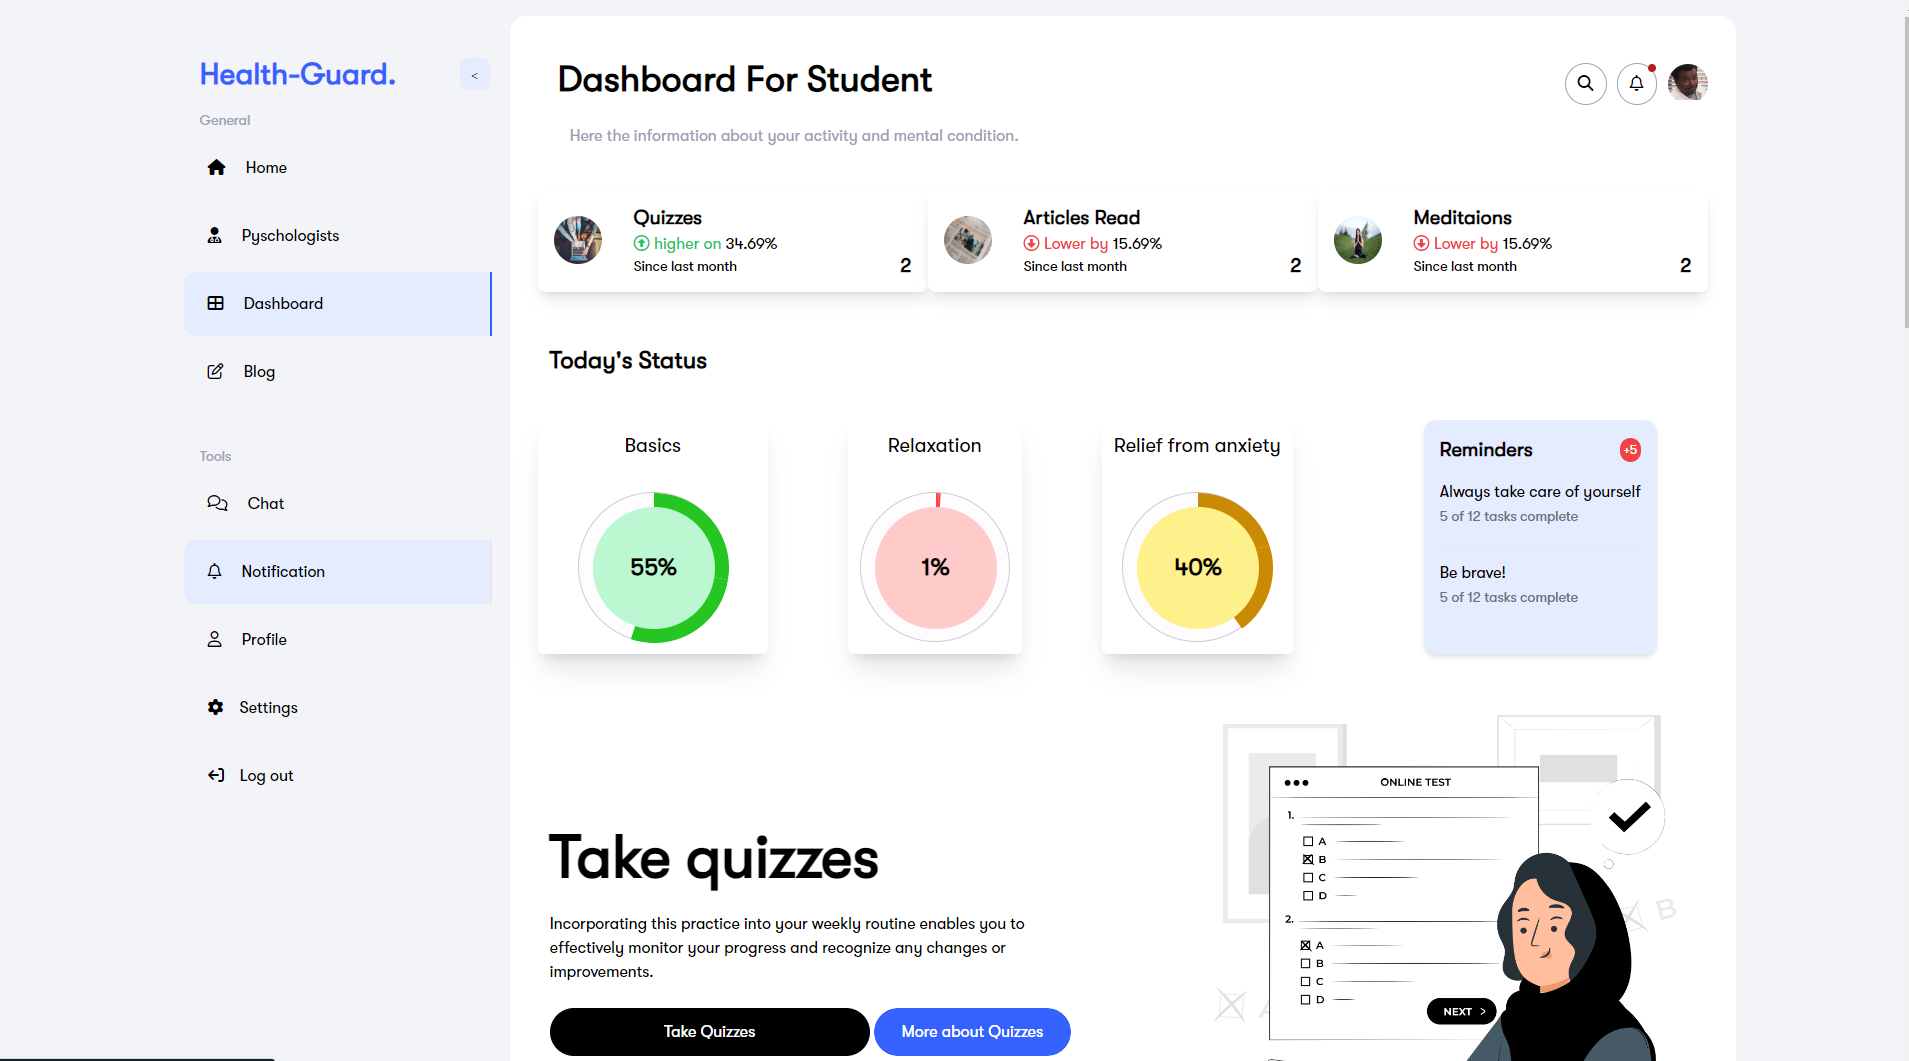 Health-Guard.
<
General
Home
Pyschologists
Dashboard
Blog
Tools
Chat
Notification
Profile
Settings
Log out
Dashboard For Student
Here the information about your activity and mental condition.
Quizzes
higher on 34.69%
Since last month
2
Articles Read
Lower by 15.69%
Since last month
2
Meditaions
Lower by 15.69%
Since last month
2
Today's Status
Basics
55%
Relaxation
1%
Relief from anxiety
40%
Reminders
+5
Always take care of yourself
5 of 12 tasks complete
Be brave!
5 of 12 tasks complete
Take quizzes
Incorporating this practice into your weekly routine enables you to
effectively monitor your progress and recognize any changes or
improvements.
Take Quizzes
More about Quizzes
ONLINE TEST
1.
A
B
C
D
2.
A
B
C
D
NEXT >
B
A